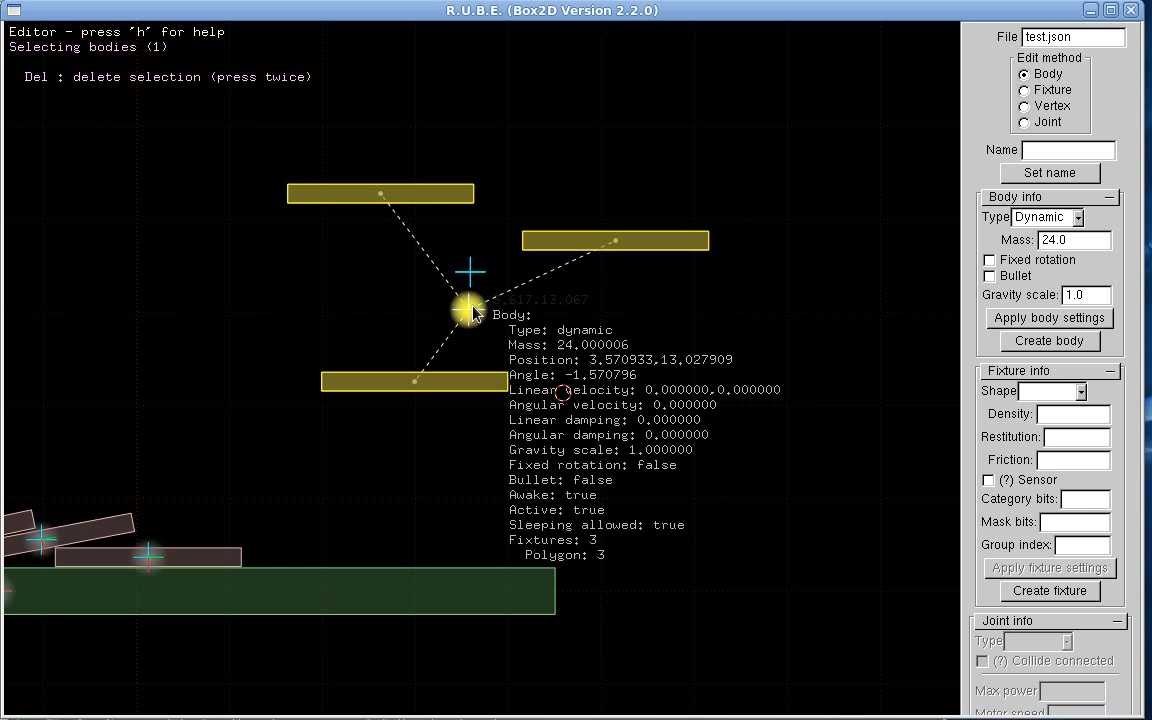 R.U.B.E. (Box2D Version 2.2.0)
Editor - press "h" for help
Selecting bodies (1)
Del : delete selection (press twice)
3.617,13.067
Body:
Type: dynamic
Mass: 24.000006
Position: 3.570933,13.027909
Angle: -1.570796
Linear velocity: 0.000000,0.000000
Angular velocity: 0.000000
Linear damping: 0.000000
Angular damping: 0.000000
Gravity scale: 1.000000
Fixed rotation: false
Bullet: false
Awake: true
Active: true
Sleeping allowed: true
Fixtures: 3
Polygon: 3
File test.json
Edit method
Body
Fixture
Vertex
Joint
Name
Set name
Body info
Type Dynamic
Mass: 24.0
Fixed rotation
Bullet
Gravity scale: 1.0
Apply body settings
Create body
Fixture info
Shape
Density:
Restitution:
Friction:
(?) Sensor
Category bits:
Mask bits:
Group index:
Apply fixture settings
Create fixture
Joint info
Type
(?) Collide connected
Max power
Motor speed